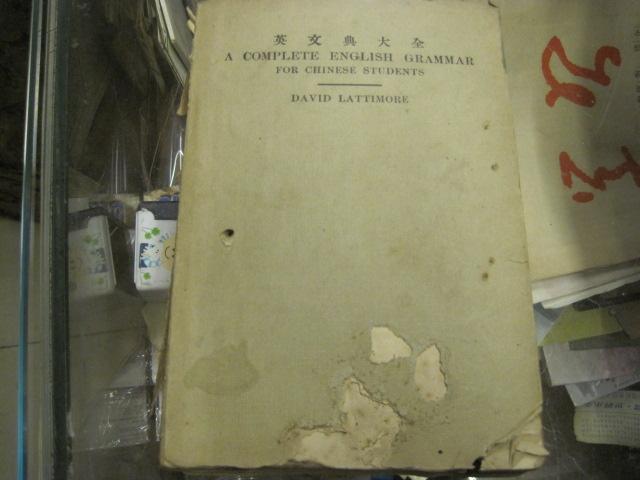 英文典大全
A COMPLETE ENGLISH GRAMMAR
FOR CHINESE STUDENTS
DAVID LATTIMORE